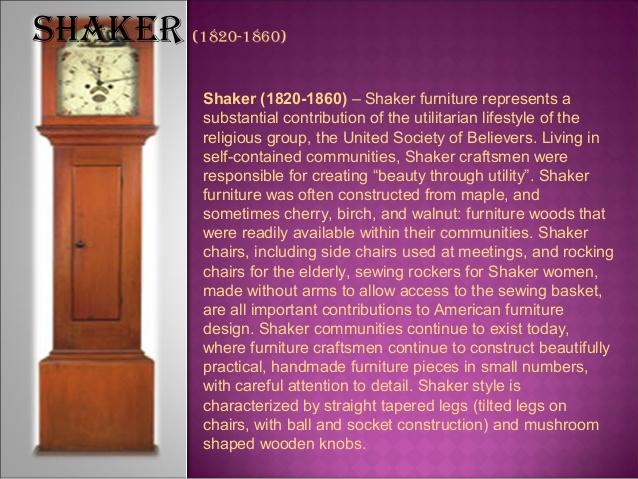 SHAKER (1820-1860)
Shaker (1820-1860) – Shaker furniture represents a
substantial contribution of the utilitarian lifestyle of the
religious group, the United Society of Believers. Living in
self-contained communities, Shaker craftsmen were
responsible for creating “beauty through utility”. Shaker
furniture was often constructed from maple, and
sometimes cherry, birch, and walnut: furniture woods that
were readily available within their communities. Shaker
chairs, including side chairs used at meetings, and rocking
chairs for the elderly, sewing rockers for Shaker women,
made without arms to allow access to the sewing basket,
are all important contributions to American furniture
design. Shaker communities continue to exist today,
where furniture craftsmen continue to construct beautifully
practical, handmade furniture pieces in small numbers,
with careful attention to detail. Shaker style is
characterized by straight tapered legs (tilted legs on
chairs, with ball and socket construction) and mushroom
shaped wooden knobs.